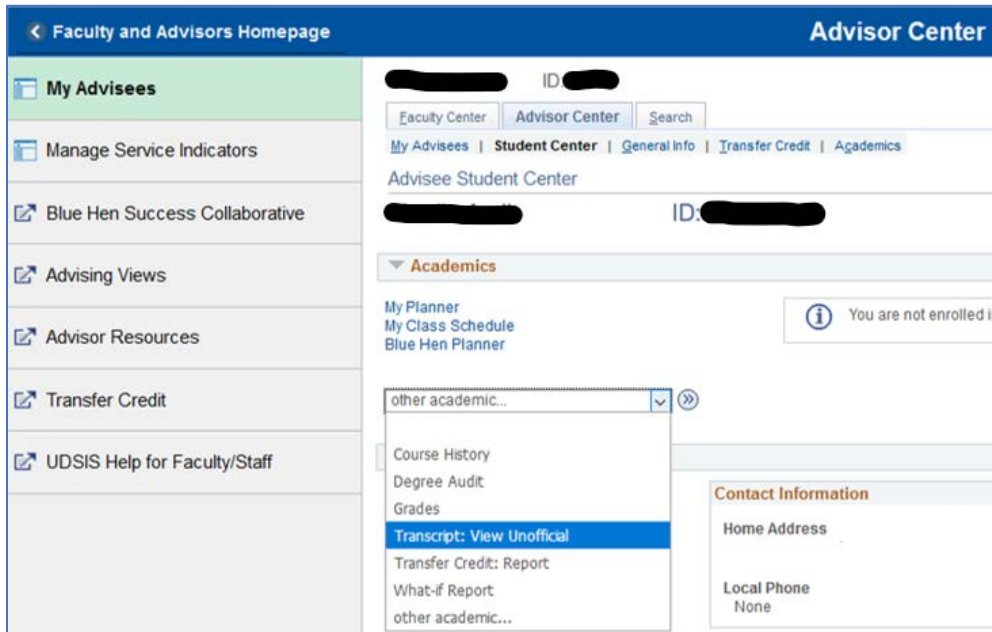 Faculty and Advisors Homepage
Advisor Center
My Advisees
Manage Service Indicators
Blue Hen Success Collaborative
Advising Views
Advisor Resources
Transfer Credit
UDSIS Help for Faculty/Staff
ID:
Faculty Center
Advisor Center
Search
My Advisees | Student Center | General Info | Transfer Credit | Academics
Advisee Student Center
ID:
Academics
My Planner
My Class Schedule
Blue Hen Planner
You are not enrolled i
other academic...
Course History
Degree Audit
Grades
Transcript: View Unofficial
Transfer Credit: Report
What-if Report
other academic...
Contact Information
Home Address
Local Phone
None